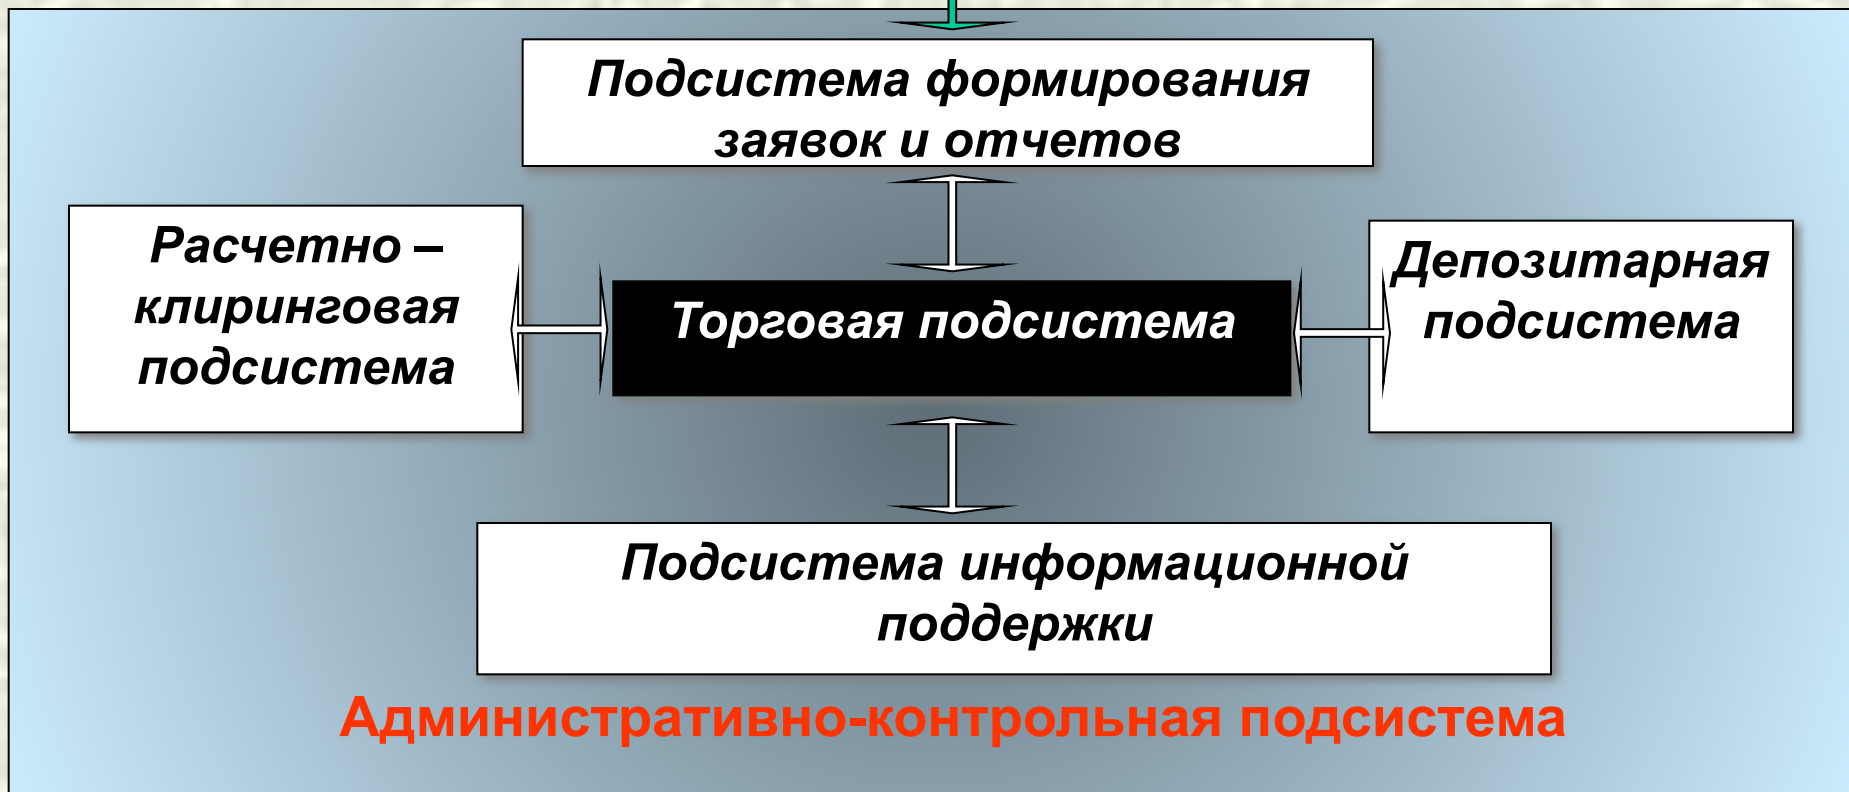 Подсистема формирования
заявок и отчетов
Расчетно –
клиринговая
подсистема
Торговая подсистема
Депозитарная
подсистема
Подсистема информационной
поддержки
Административно-контрольная подсистема